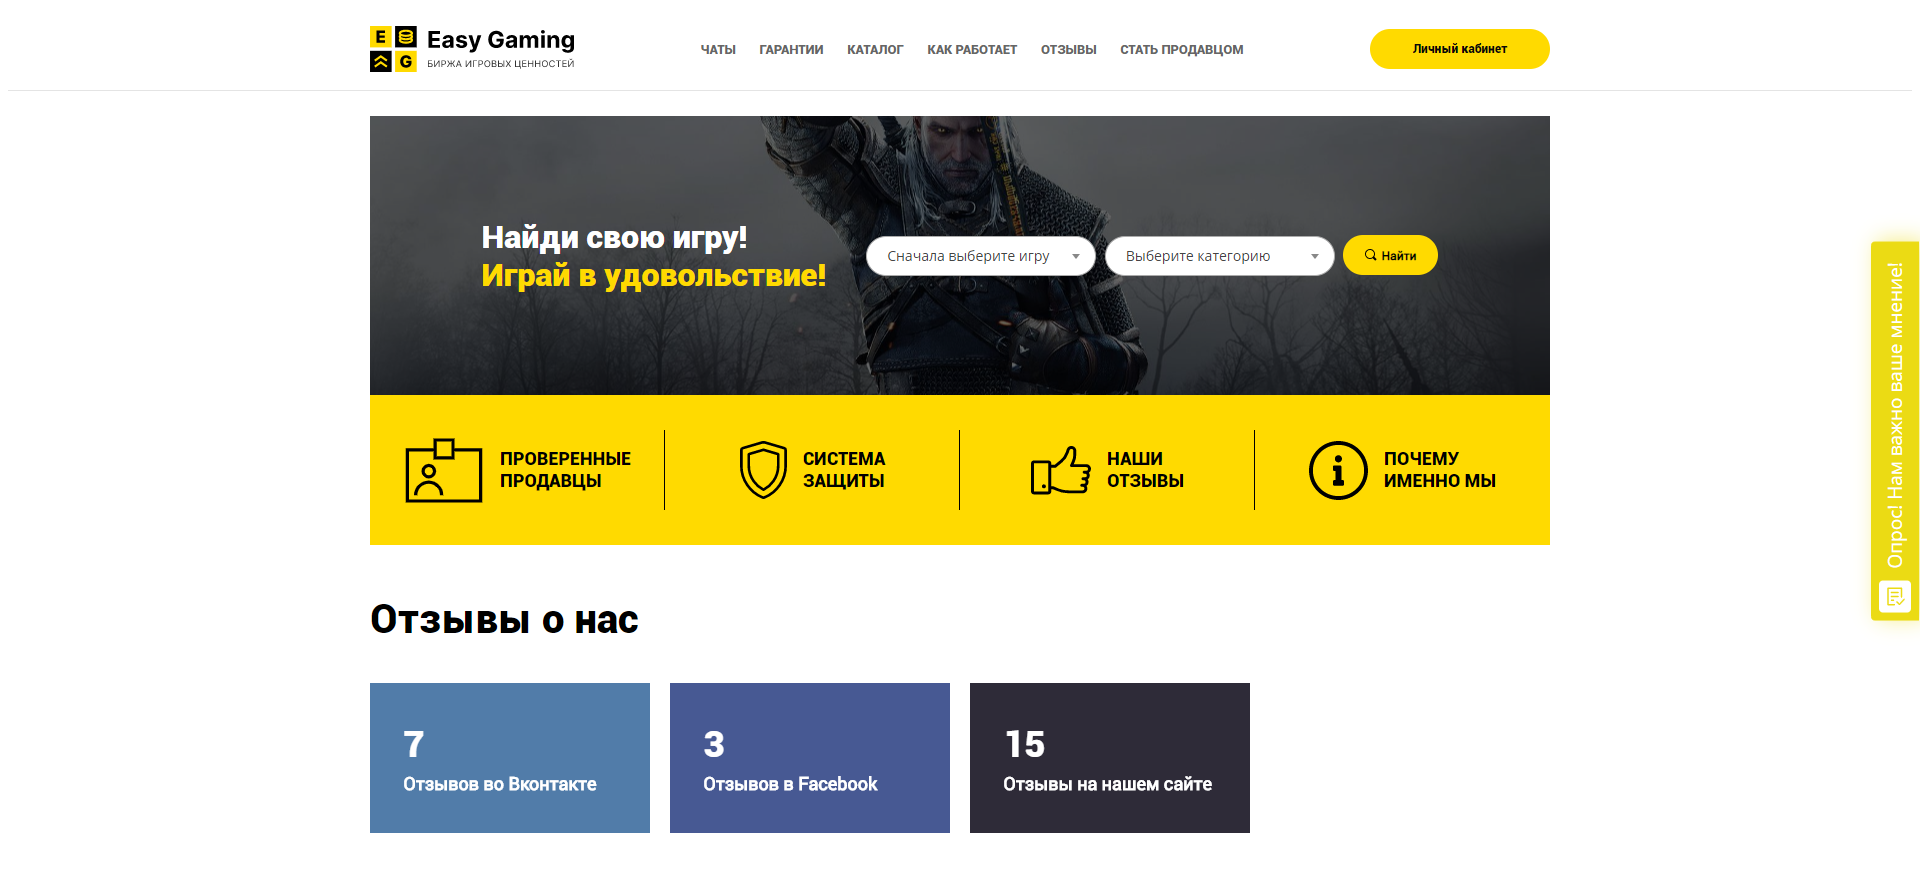 E
G
Easy Gaming
БИРЖА ИГРОВЫХ ЦЕННОСТЕЙ
ЧАТЫ
ГАРАНТИИ
КАТАЛОГ
КАК РАБОТАЕТ
ОТЗЫВЫ
СТАТЬ ПРОДАВЦОМ
Личный кабинет
Найди свою игру!
Играй в удовольствие!
Сначала выберите игру
Выберите категорию
Найти
ПРОВЕРЕННЫЕ
ПРОДАВЦЫ
СИСТЕМА
ЗАЩИТЫ
НАШИ
ОТЗЫВЫ
ПОЧЕМУ
ИМЕННО МЫ
Опрос! Нам важно ваше мнение!
Отзывы о нас
7
Отзывов во Вконтакте
3
Отзывов в Facebook
15
Отзывы на нашем сайте